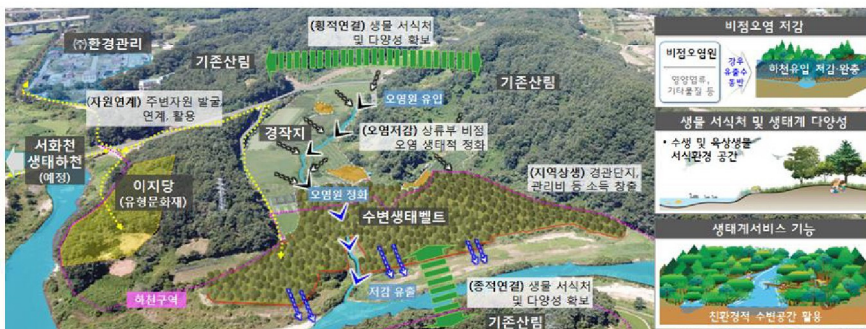 ㈜환경관리
기존산림
(횡적연결) 생물 서식처
및 다양성 확보
기존산림
(자원연계) 주변자원 발굴,
연계, 활용
오염원 유입
경작지
(오염저감) 상류부 비점
오염 생태적 정화
서화천
생태하천
(예정)
이지당
(유형문화재)
오염원 정화
(지역상생) 경관단지,
관리비 등 소득 창출
수변생태벨트
하천구역
저감 유출
(종적연결) 생물 서식처
및 다양성 확보
기존산림
비점오염 저감
비점오염원
영양염류,
기타물질 등
강우
유출수
동반
하천유입 저감·완충
생물 서식처 및 생태계 다양성
• 수생 및 육상생물
서식환경 공간
생태계서비스 기능
친환경적 수변공간 활용